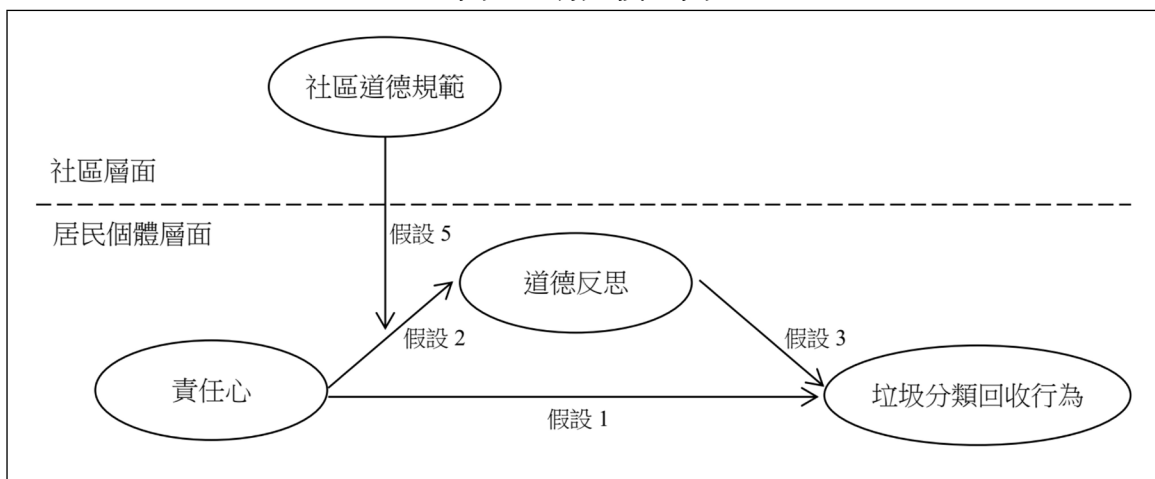 社區道德規範
社區層面
居民個體層面
假設 5
道德反思
假設 2
假設 3
責任心
垃圾分類回收行為
假設 1